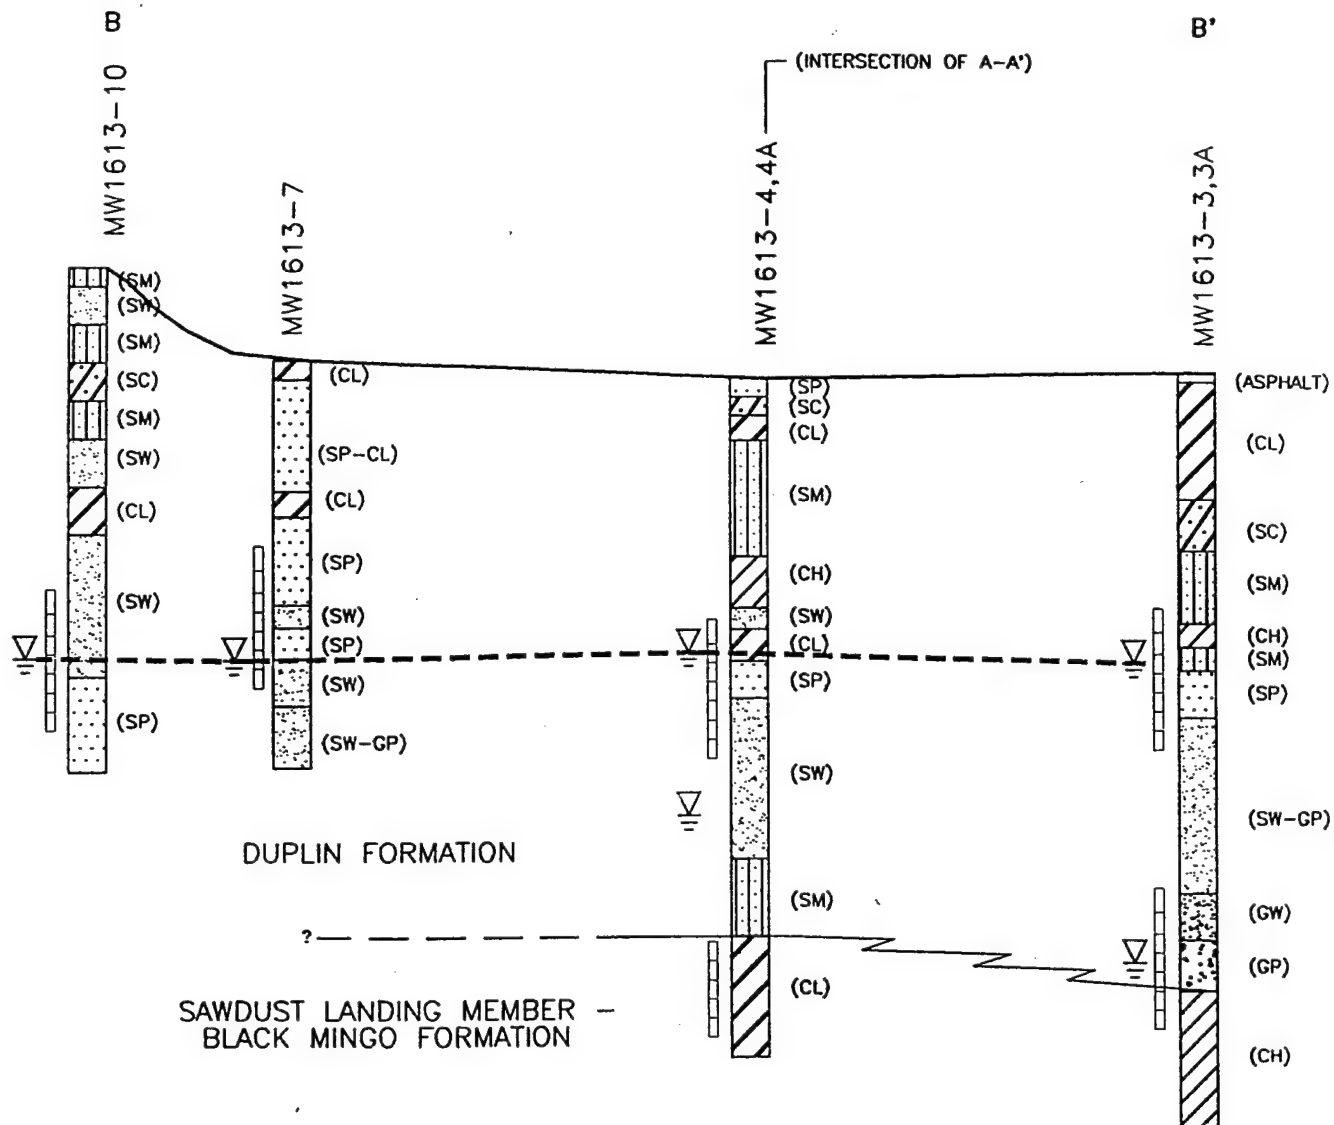 B
B'
(INTERSECTION OF A-A')
MW1613-10
MW1613-7
MW1613-4,4A
MW1613-3,3A
(SM)
(SW)
(SM)
(SC)
(SM)
(SW)
(CL)
(SW)
(SP)
(CL)
(SP-CL)
(CL)
(SP)
(SW)
(SP)
(SW)
(SW-GP)
(SP)
(SC)
(CL)
(SM)
(CH)
(SW)
(CL)
(SP)
(SW)
(SM)
(CL)
(ASPHALT)
(CL)
(SC)
(SM)
(CH)
(SM)
(SP)
(SW-GP)
(GW)
(GP)
(CH)
DUPLIN FORMATION
?
SAWDUST LANDING MEMBER -
BLACK MINGO FORMATION